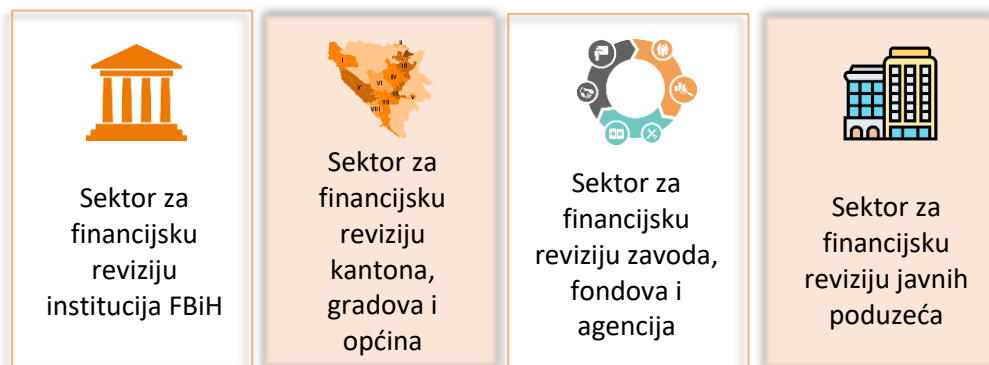 Sektor za
financijsku
reviziju
institucija FBiH
Sektor za
financijsku
reviziju
kantona,
gradova i
općina
Sektor za
financijsku
reviziju zavoda,
fondova i
agencija
Sektor za
financijsku
reviziju javnih
poduzeća